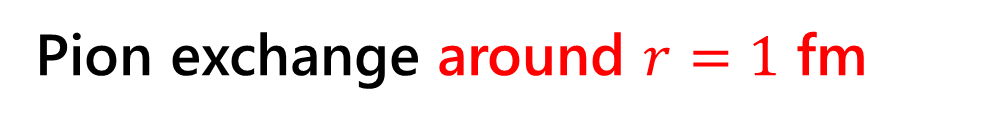 Pion exchange around r = 1 fm